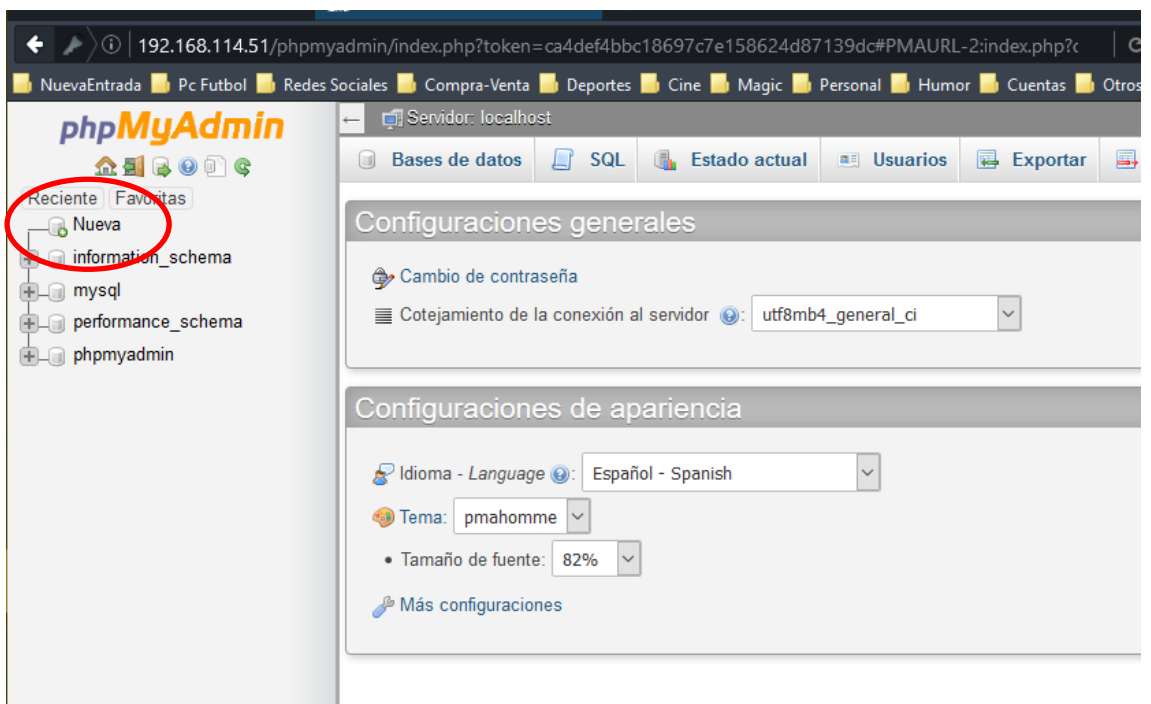 192.168.114.51/phpmyadmin/index.php?token=ca4def4bbc18697c7e158624d87139dc#PMAURL-2:index.php?c
NuevaEntrada Pc Futbol Redes Sociales Compra-Venta Deportes Cine Magic Personal Humor Cuentas Otros
phpMyAdmin
Reciente Favoritas
Nueva
information_schema
mysql
performance_schema
phpmyadmin
Servidor: localhost
Bases de datos SQL Estado actual Usuarios Exportar
Configuraciones generales
Cambio de contraseña
Cotejamiento de la conexión al servidor : utf8mb4_general_ci
Configuraciones de apariencia
Idioma - Language : Español - Spanish
Tema: pmahomme
• Tamaño de fuente: 82%
Más configuraciones